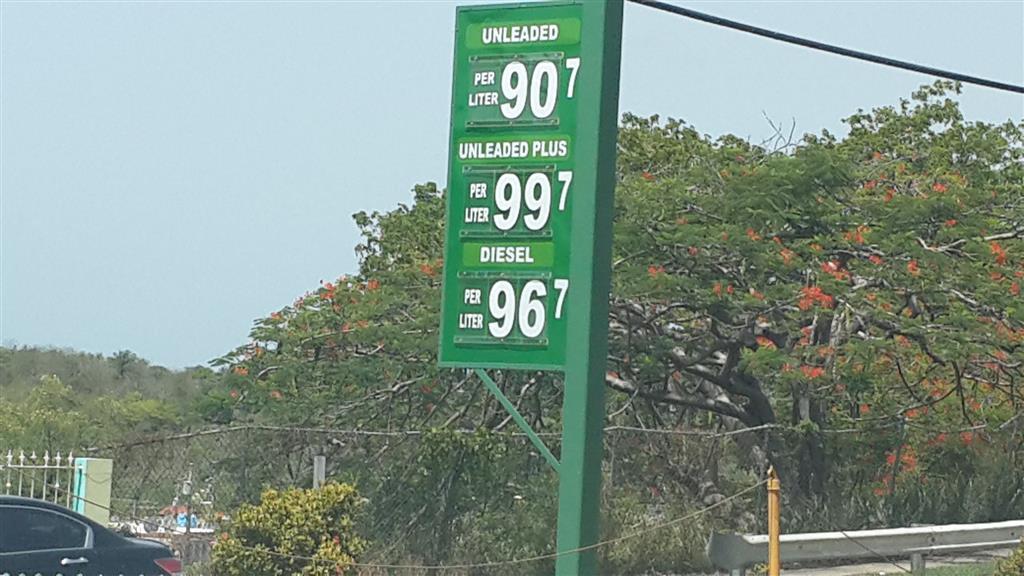 UNLEADED
PER LITER 90 7
UNLEADED PLUS
PER LITER 99 7
DIESEL
PER LITER 96 7